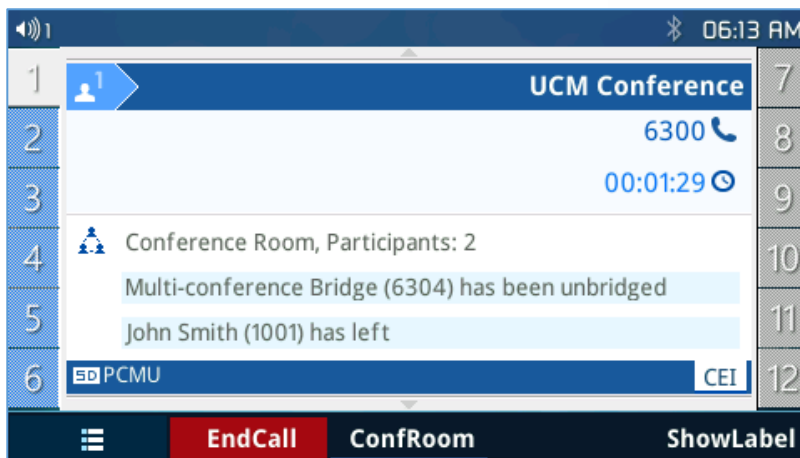 1 06:13 AM
1 1 UCM Conference 7
2 6300 8
3 00:01:29 9
4 Conference Room, Participants: 2 10
Multi-conference Bridge (6304) has been unbridged
5 John Smith (1001) has left 11
6 SD PCMU CEI 12
EndCall ConfRoom ShowLabel